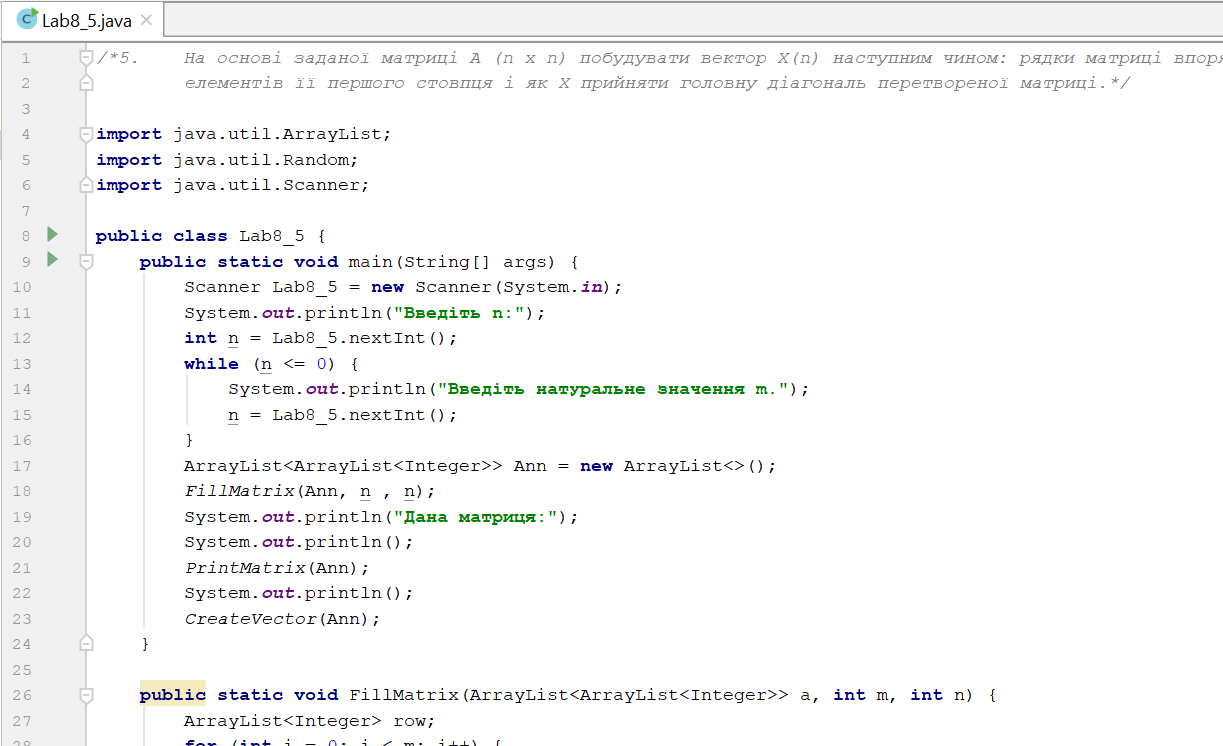 Lab8_5.java
1 /*5. На основі заданої матриці А (n x n) побудувати вектор X(n) наступним чином: рядки матриці
2 елементів її першого стовпця і як X прийняти головну діагональ перетвореної матриці.*/
3
4 import java.util.ArrayList;
5 import java.util.Random;
6 import java.util.Scanner;
7
8 public class Lab8_5 {
9 public static void main(String[] args) {
10 Scanner Lab8_5 = new Scanner(System.in);
11 System.out.println("Введіть n:");
12 int n = Lab8_5.nextInt();
13 while (n <= 0) {
14 System.out.println("Введіть натуральне значення m.");
15 n = Lab8_5.nextInt();
16 }
17 ArrayList<ArrayList<Integer>> Ann = new ArrayList<>();
18 FillMatrix(Ann, n , n);
19 System.out.println("Дана матриця:");
20 System.out.println();
21 PrintMatrix(Ann);
22 System.out.println();
23 CreateVector(Ann);
24 }
25
26 public static void FillMatrix(ArrayList<ArrayList<Integer>> a, int m, int n) {
27 ArrayList<Integer> row;
28 for (int i = 0; i < m; i++) {